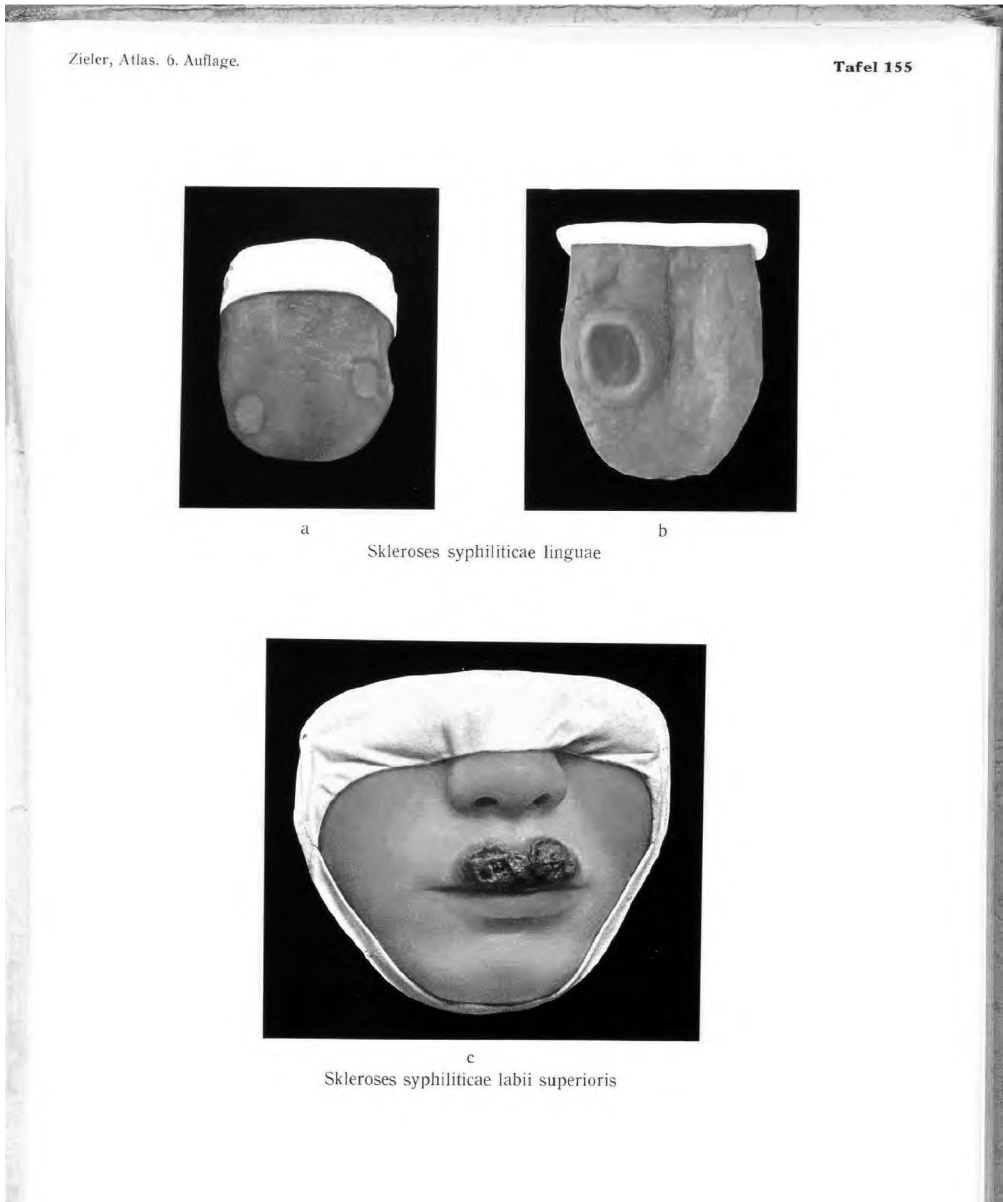 Zieler, Atlas. 6. Auflage.
Tafel 155
a
b
Skleroses syphiliticae linguae
c
Skleroses syphiliticae labii superioris